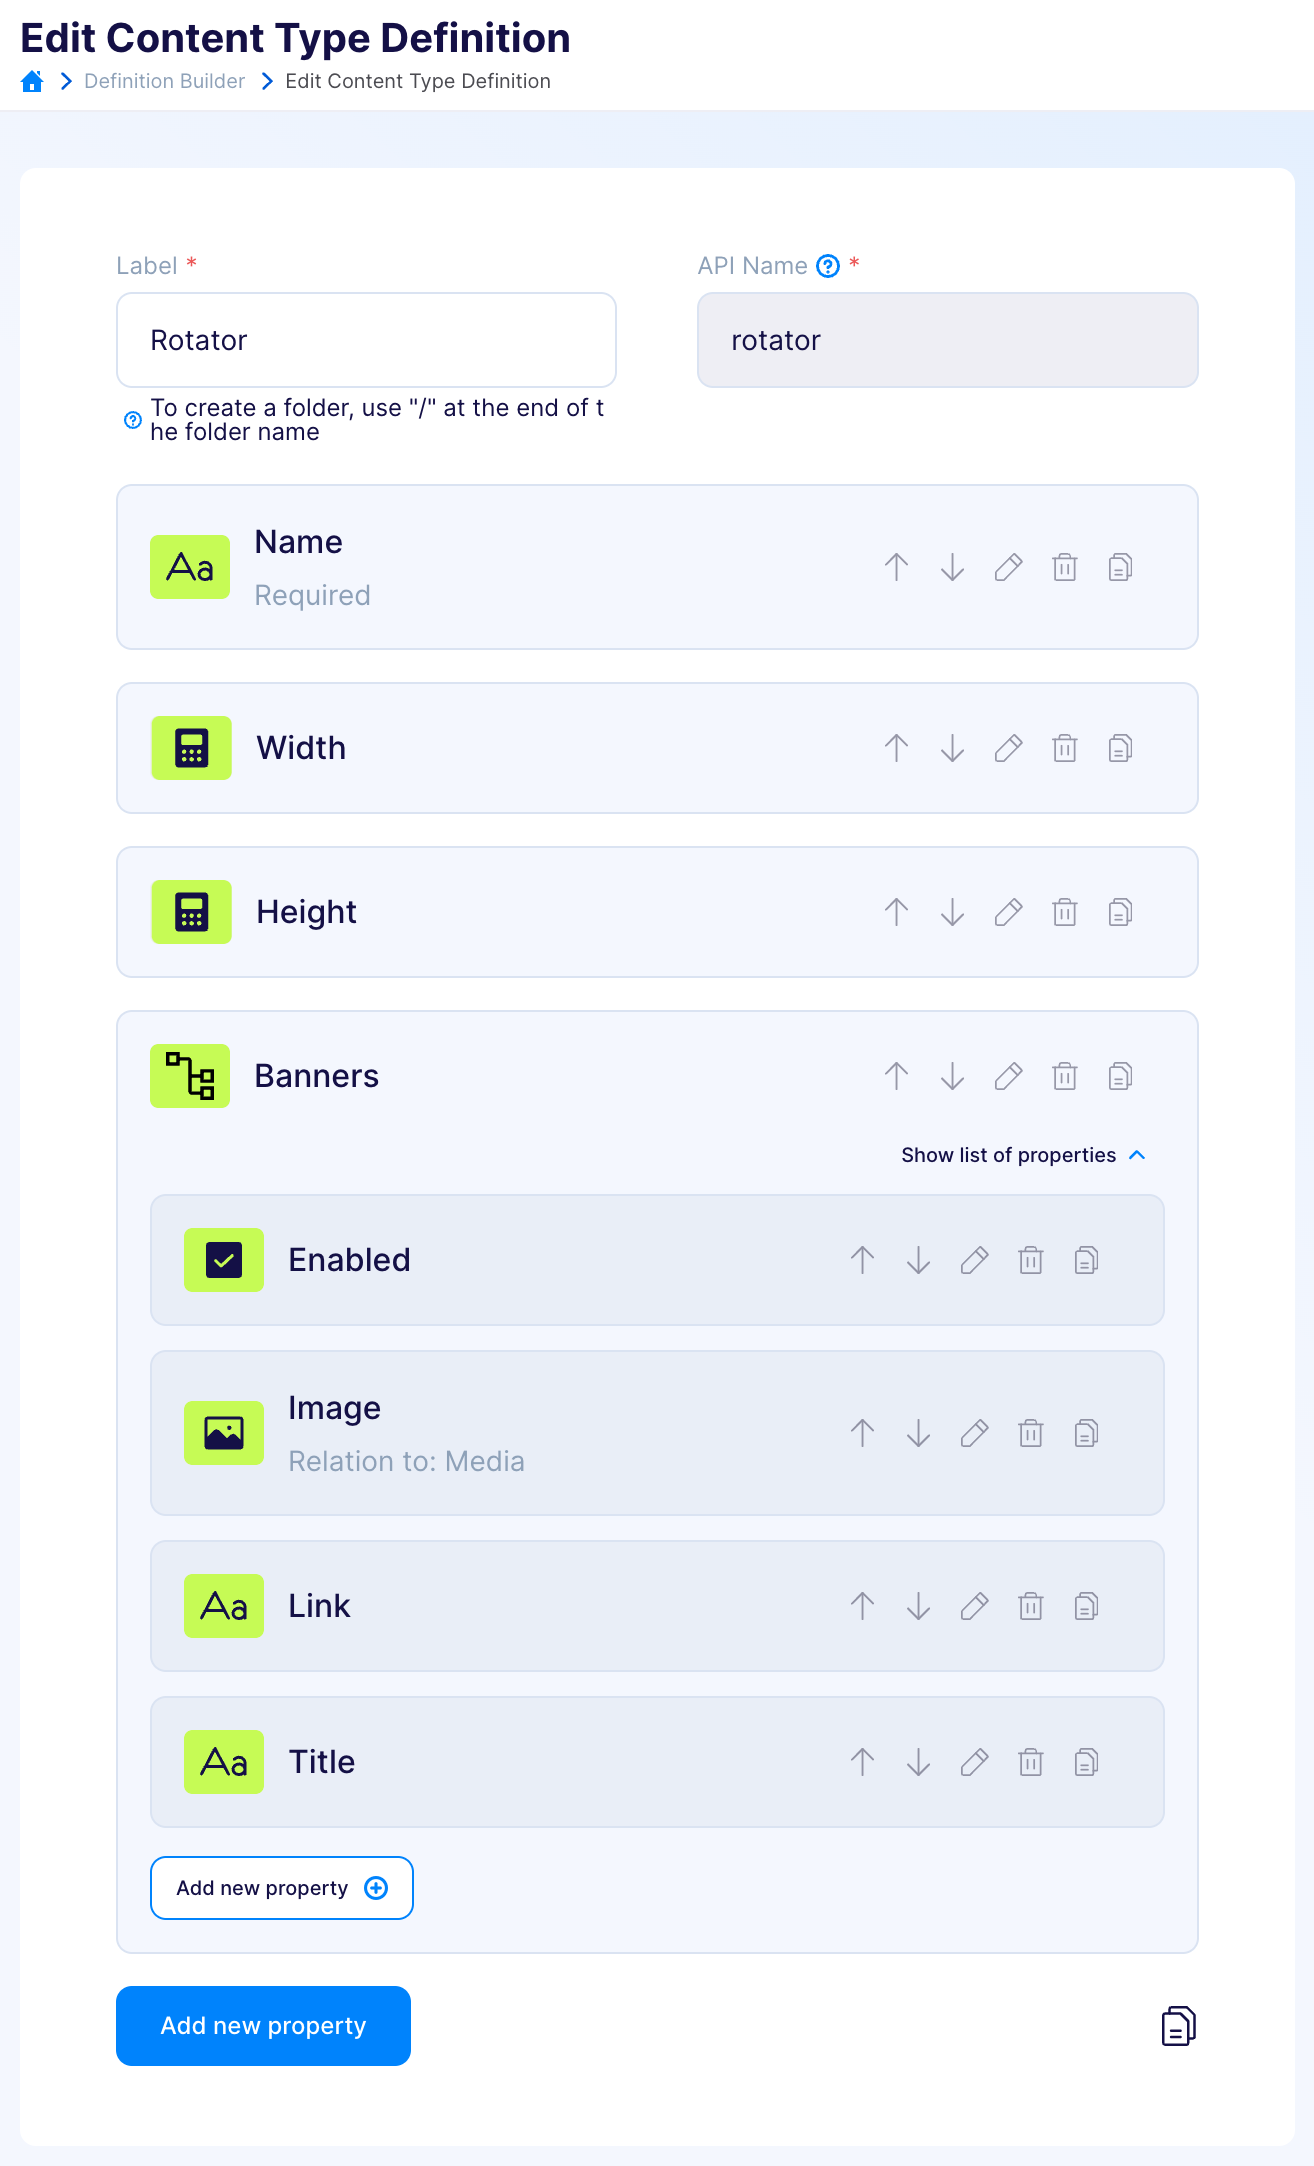 Edit Content Type Definition
Definition Builder Edit Content Type Definition
Label *
API Name *
Rotator
rotator
To create a folder, use "/" at the end of t
he folder name
Aa
Name
Required
Width
Height
Banners
Show list of properties
Enabled
Image
Relation to: Media
Aa
Link
Aa
Title
Add new property
Add new property